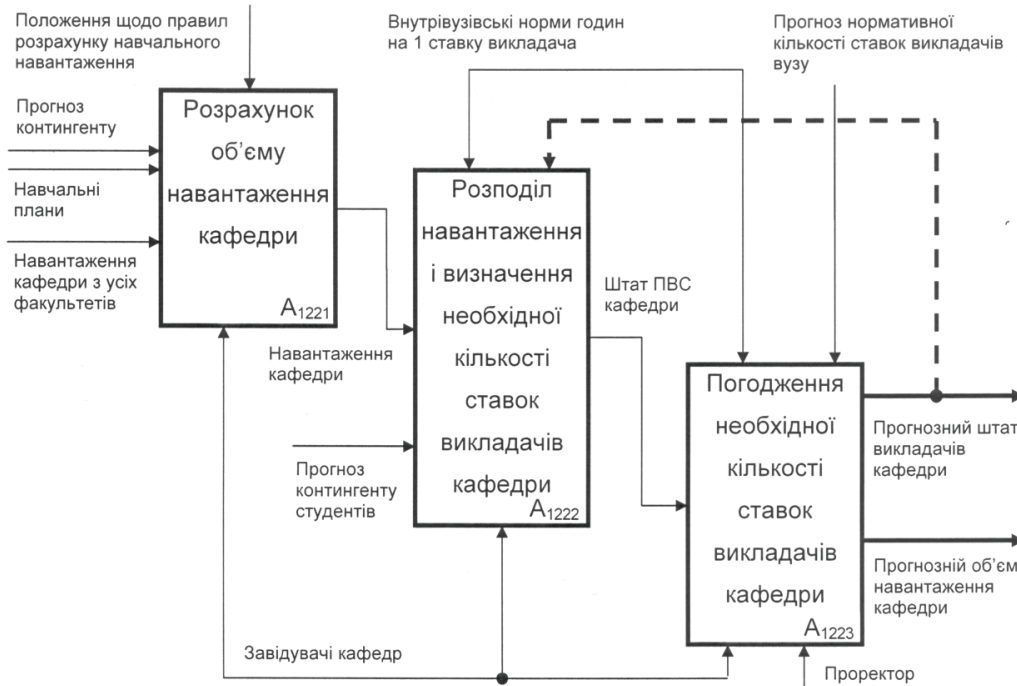 Положення щодо правил
розрахунку навчального
навантаження
Внутрівузівські норми годин
на 1 ставку викладача
Прогноз нормативної
кількості ставок викладачів
вузу
Прогноз
контингенту
Навчальні
плани
Навантаження
кафедри з усіх
факультетів
Розрахунок
об’єму
навантаження
кафедри
A1221
Навантаження
кафедри
Прогноз
контингенту
студентів
Розподіл
навантаження
і визначення
необхідної
кількості
ставок
викладачів
кафедри
A1222
Штат ПВС
кафедри
Погодження
необхідної
кількості
ставок
викладачів
кафедри
A1223
Прогнозний штат
викладачів
кафедри
Прогнозній об’єм
навантаження
кафедри
Завідувачі кафедр
Проректор